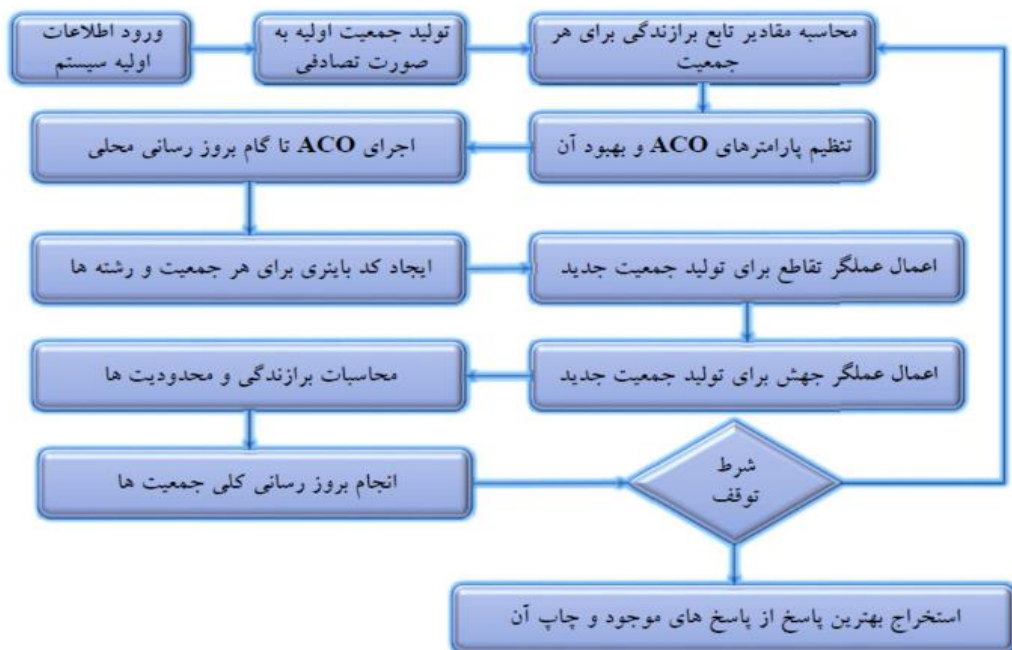 ورود اطلاعات
اولیه سیستم
تولید جمعیت اولیه به
صورت تصادفی
محاسبه مقادیر تابع برازندگی برای هر
جمعیت
تنظیم پارامترهای ACO و بهبود آن
اجرای ACO تا گام بروز رسانی محلی
ایجاد کد باینری برای هر جمعیت و رشته ها
اعمال عملگر تقاطع برای تولید جمعیت جدید
اعمال عملگر جهش برای تولید جمعیت جدید
محاسبات برازندگی و محدودیت ها
انجام بروز رسانی کلی جمعیت ها
شرط
توقف
استخراج بهترین پاسخ از پاسخ های موجود و چاپ آن